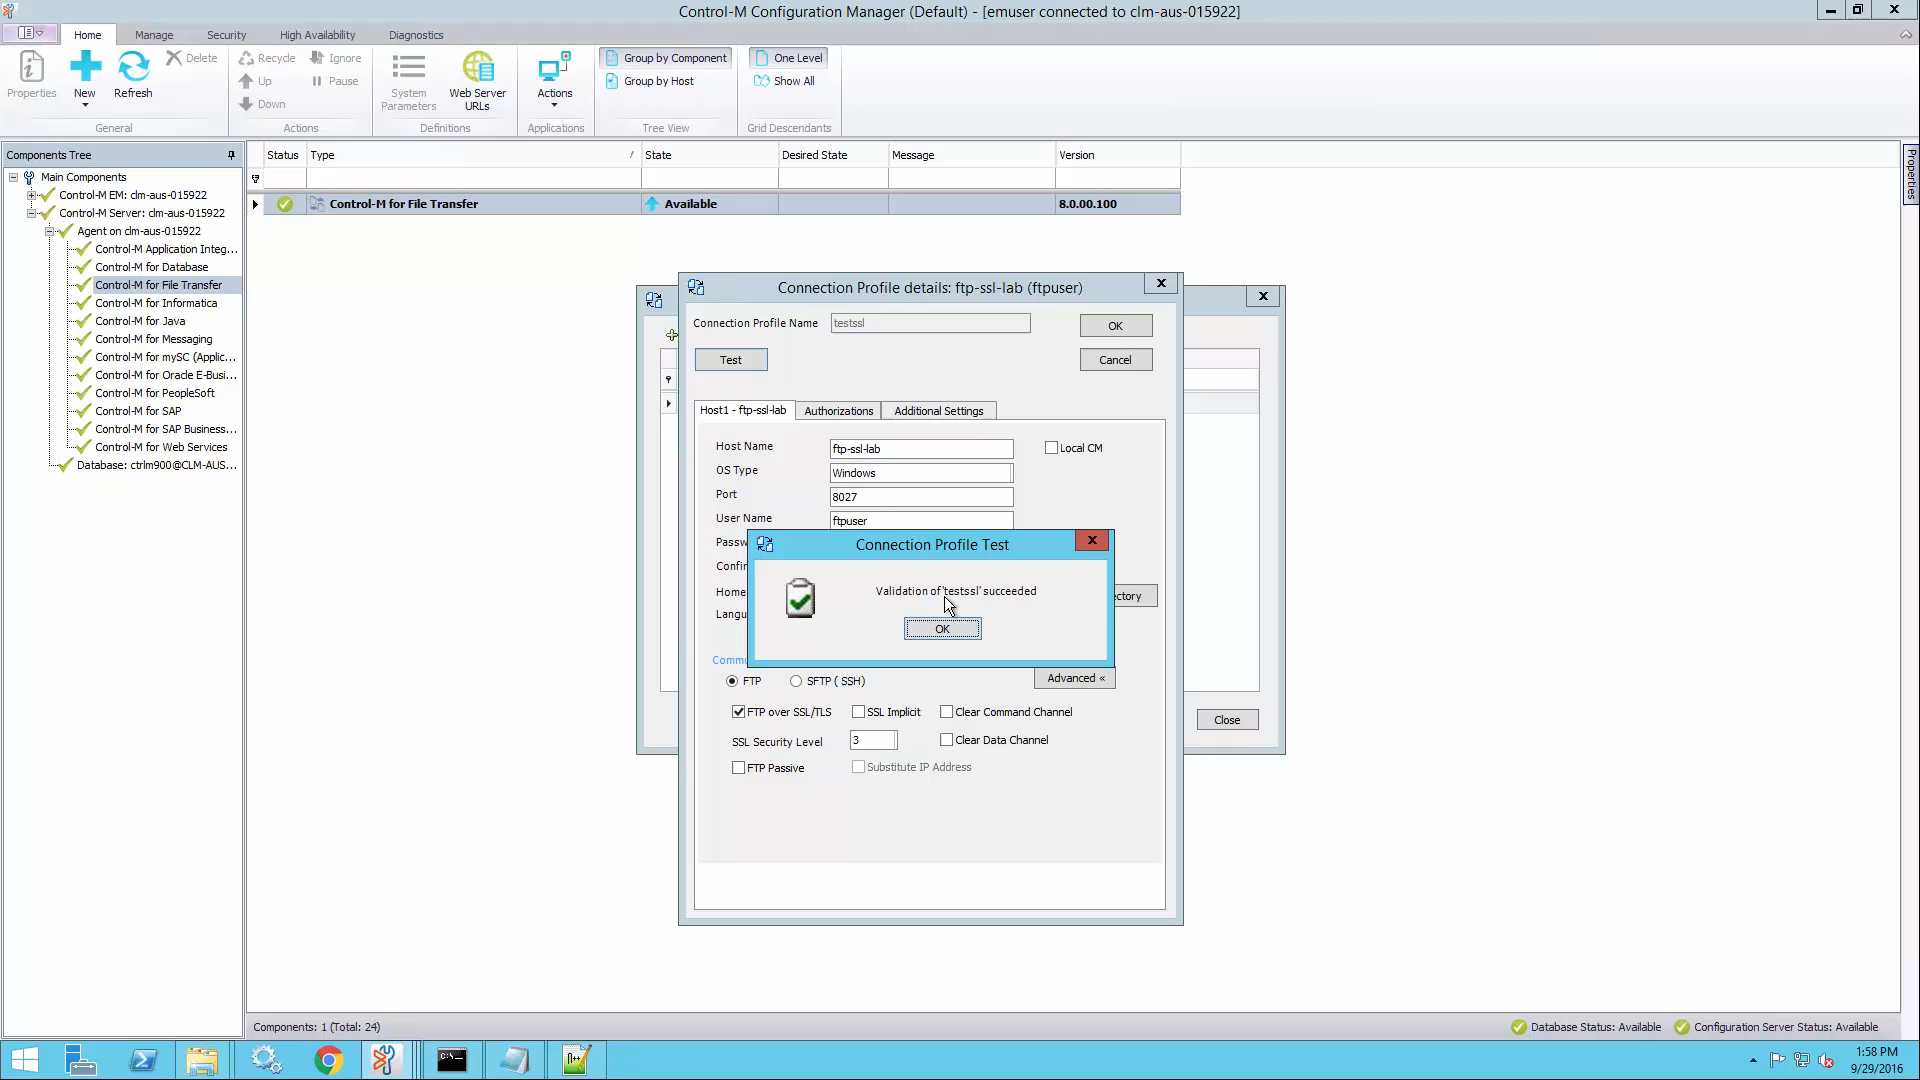 Control-M Configuration Manager (Default) - [emuser connected to clm-aus-015922]
Home Manage Security High Availability Diagnostics
Properties New Refresh Delete
General
Recycle Ignore
Up Pause
Down
Actions
System Parameters
Web Server URLs
Definitions
Actions
Applications
Group by Component
Group by Host
Tree View
One Level
Show All
Grid Descendants
Components Tree
Main Components
Control-M EM: clm-aus-015922
Control-M Server: clm-aus-015922
Agent on clm-aus-015922
Control-M Application Integ...
Control-M for Database
Control-M for File Transfer
Control-M for Informatica
Control-M for Java
Control-M for Messaging
Control-M for mySC (Applic...
Control-M for Oracle E-Busi...
Control-M for PeopleSoft
Control-M for SAP
Control-M for SAP Business...
Control-M for Web Services
Database: ctrlm900@CLM-AUS...
Status Type State Desired State Message Version
Control-M for File Transfer Available 8.0.00.100
Properties
Connection Profile details: ftp-ssl-lab (ftpuser)
Connection Profile Name testssl OK
Test Cancel
Host1 - ftp-ssl-lab Authorizations Additional Settings
Host Name ftp-ssl-lab Local CM
OS Type Windows
Port 8027
User Name ftpuser
Passw
Confir
Home ectory
Langu
Connection Profile Test
Validation of 'testssl' succeeded
OK
Commu
FTP SFTP ( SSH) Advanced «
FTP over SSL/TLS SSL Implicit Clear Command Channel
SSL Security Level 3 Clear Data Channel
FTP Passive Substitute IP Address
Close
Components: 1 (Total: 24) Database Status: Available Configuration Server Status: Available
1:58 PM
9/29/2016